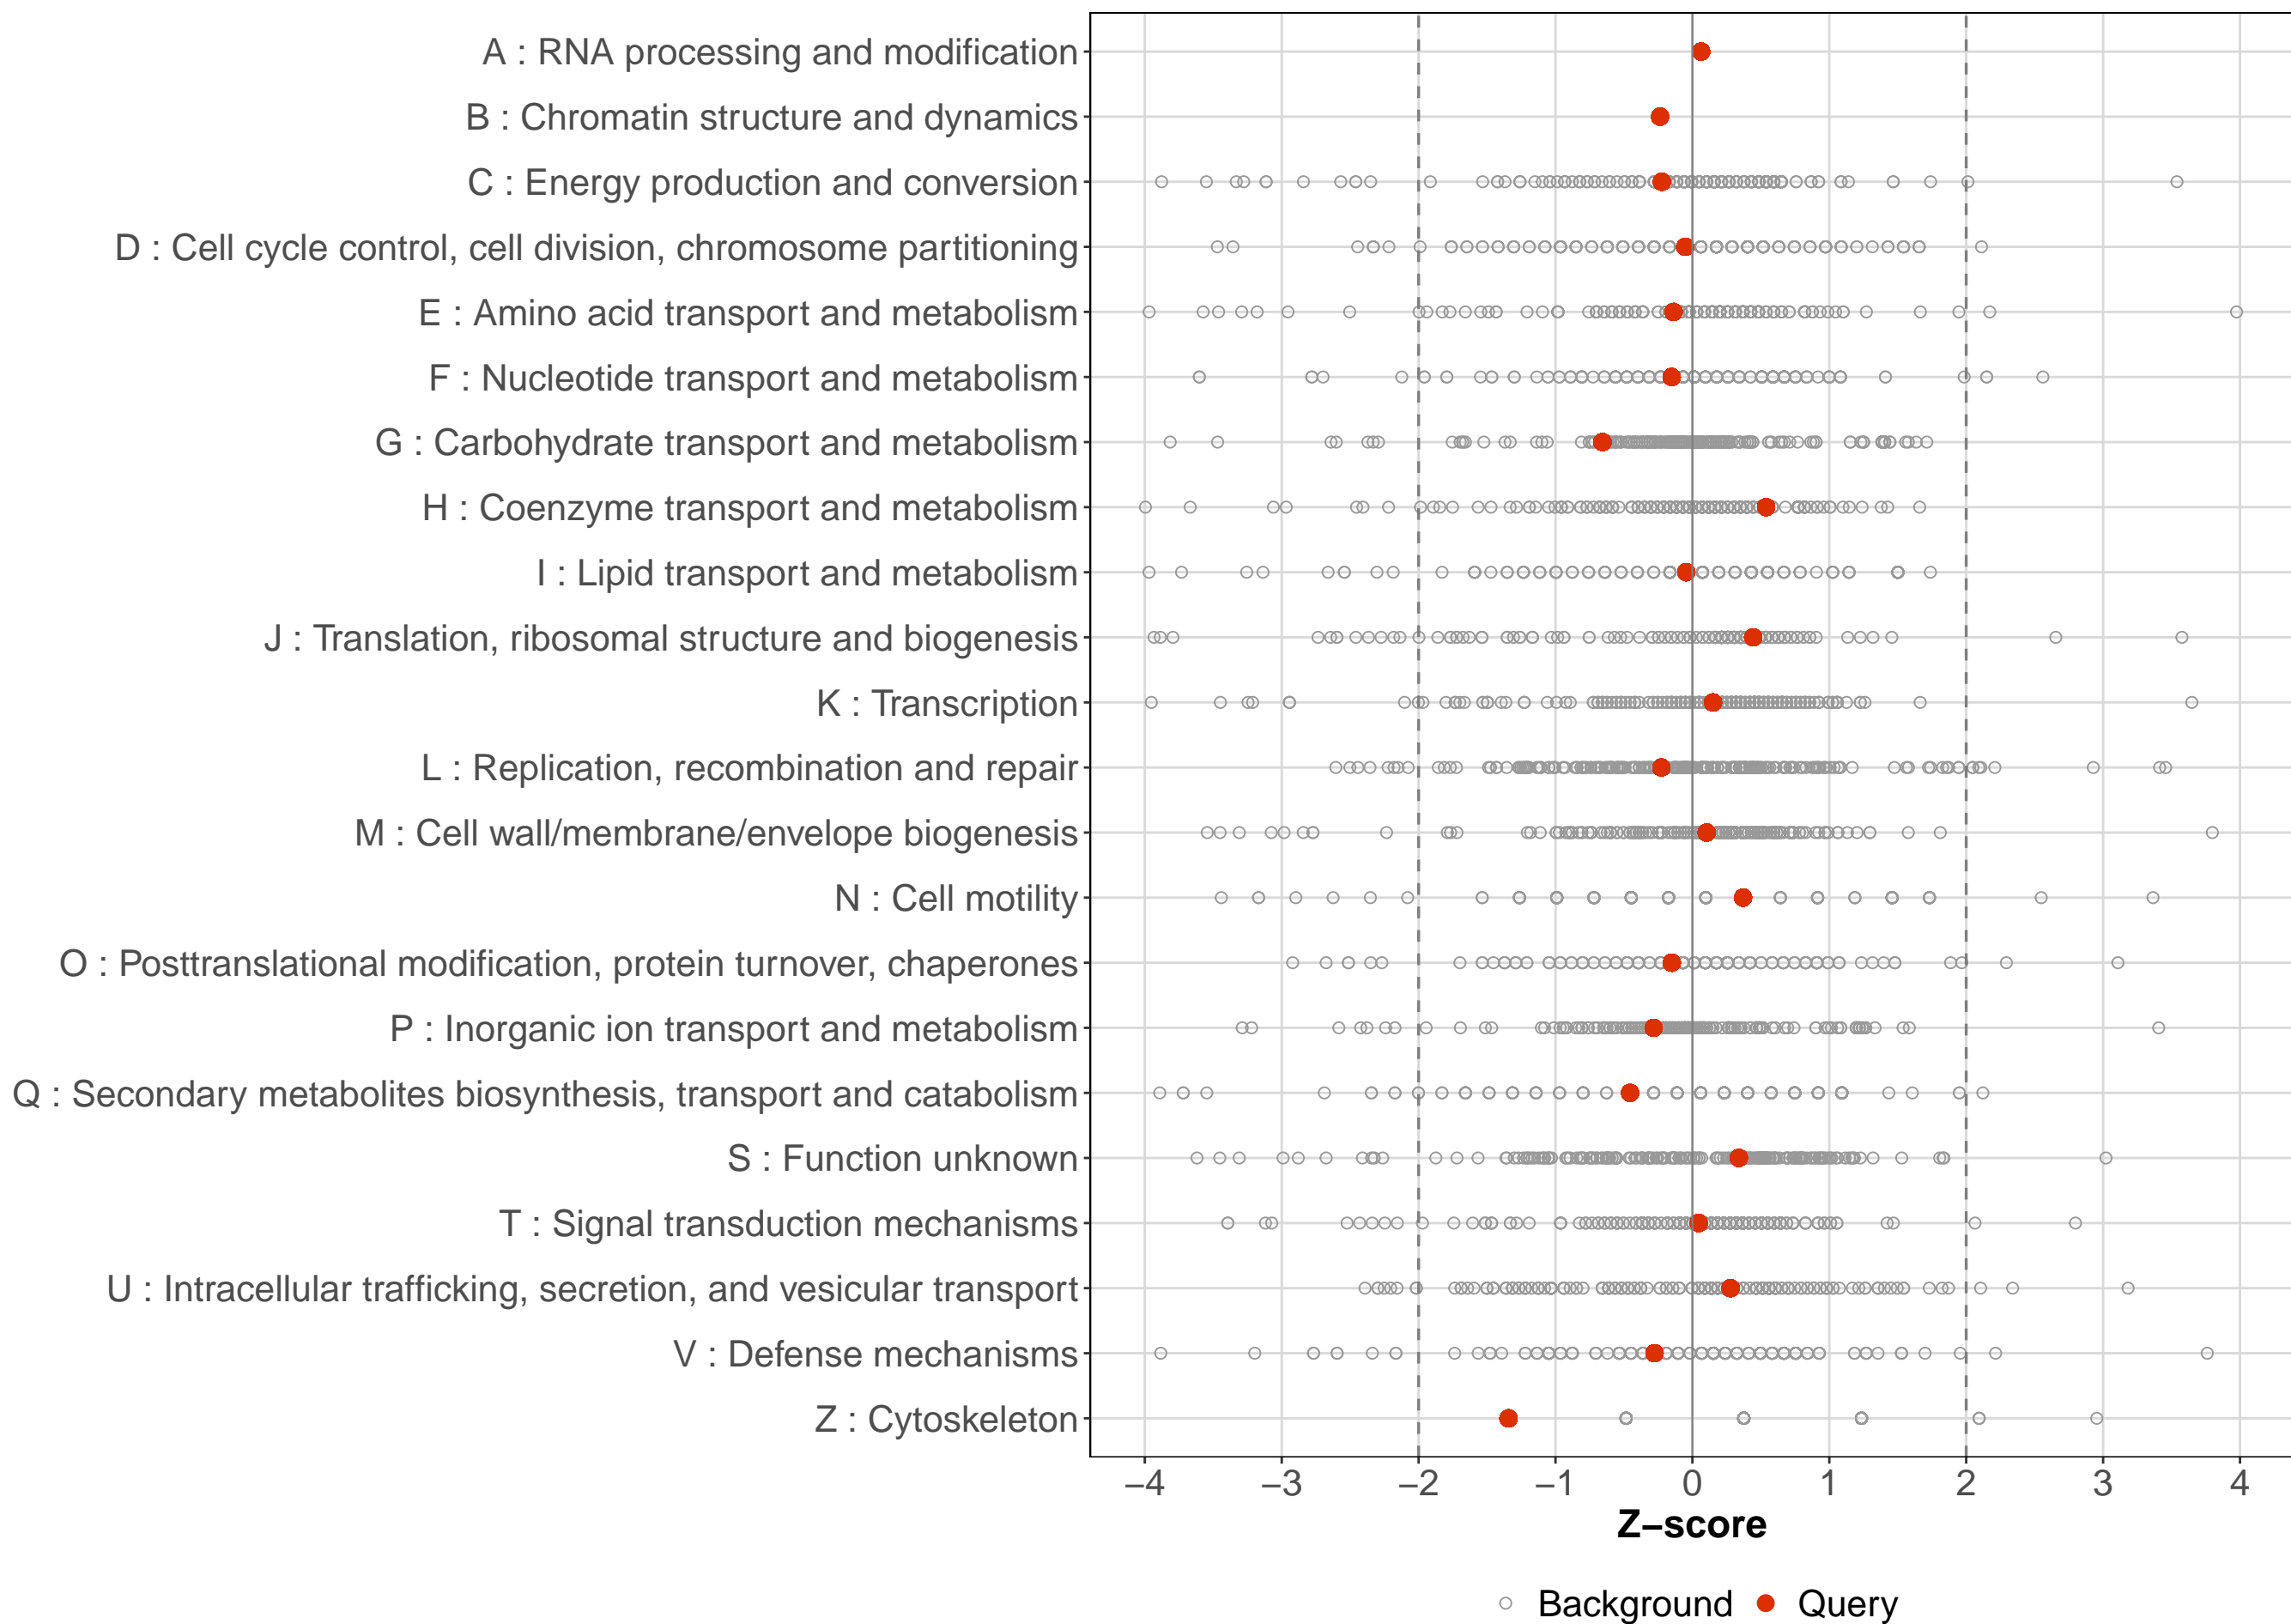 A : RNA processing and modification
B : Chromatin structure and dynamics
C : Energy production and conversion
D : Cell cycle control, cell division, chromosome partitioning
E : Amino acid transport and metabolism
F : Nucleotide transport and metabolism
G : Carbohydrate transport and metabolism
H : Coenzyme transport and metabolism
I : Lipid transport and metabolism
J : Translation, ribosomal structure and biogenesis
K : Transcription
L : Replication, recombination and repair
M : Cell wall/membrane/envelope biogenesis
N : Cell motility
O : Posttranslational modification, protein turnover, chaperones
P : Inorganic ion transport and metabolism
Q : Secondary metabolites biosynthesis, transport and catabolism
S : Function unknown
T : Signal transduction mechanisms
U : Intracellular trafficking, secretion, and vesicular transport
V : Defense mechanisms
Z : Cytoskeleton
−4 −3 −2 −1 0 1 2 3 4
Z−score
Background Query